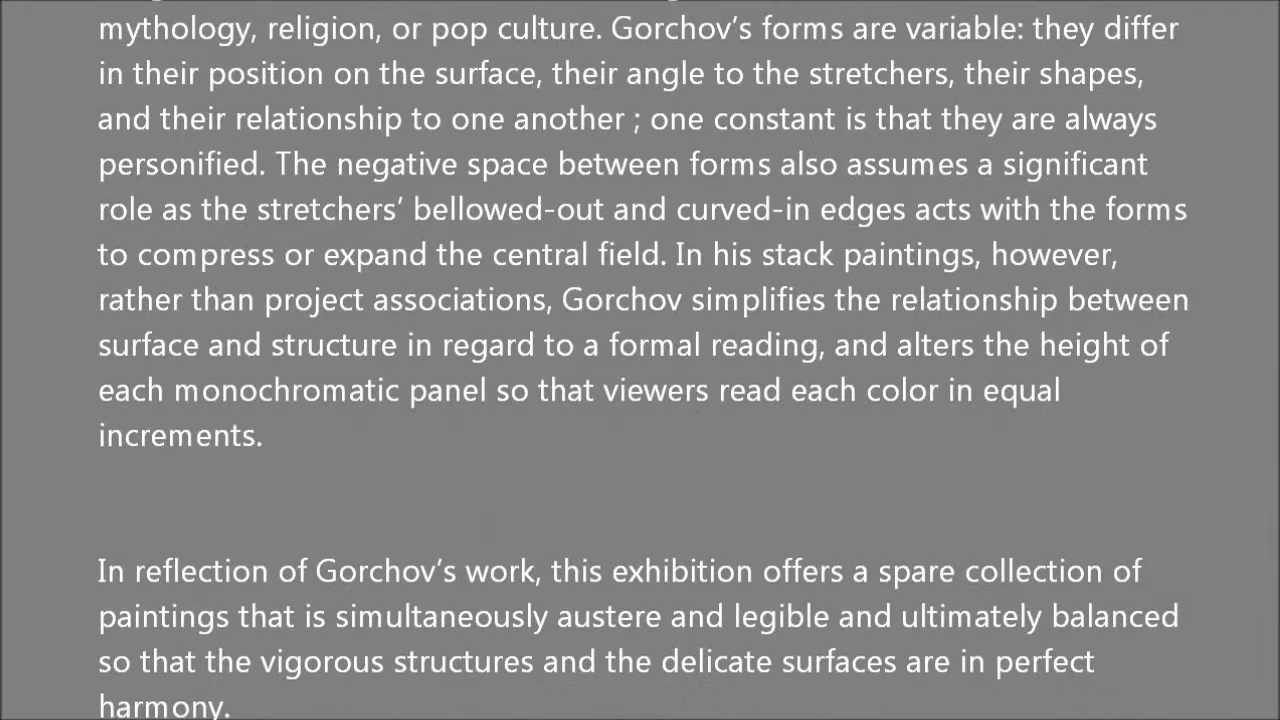 mythology, religion, or pop culture. Gorchov’s forms are variable: they differ
in their position on the surface, their angle to the stretchers, their shapes,
and their relationship to one another ; one constant is that they are always
personified. The negative space between forms also assumes a significant
role as the stretchers’ bellowed-out and curved-in edges acts with the forms
to compress or expand the central field. In his stack paintings, however,
rather than project associations, Gorchov simplifies the relationship between
surface and structure in regard to a formal reading, and alters the height of
each monochromatic panel so that viewers read each color in equal
increments.
In reflection of Gorchov’s work, this exhibition offers a spare collection of
paintings that is simultaneously austere and legible and ultimately balanced
so that the vigorous structures and the delicate surfaces are in perfect
harmony.